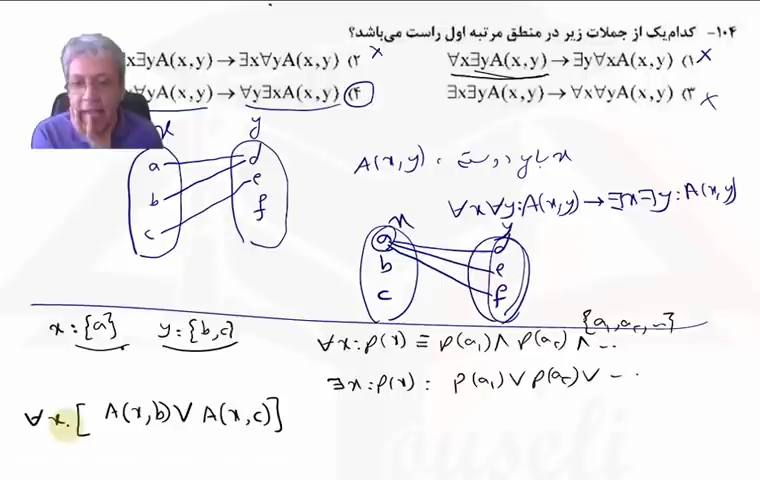 ۱۰۴- کدام‌یک از جملات زیر در منطق مرتبه اول راست می‌باشد؟
∀x∃yA(x,y) → ∃y∀xA(x,y) (۱ x
x∃yA(x,y) → ∃x∀yA(x,y) (۲ x
∃x∃yA(x,y) → ∀x∀yA(x,y) (۳ x
yA(x,y) → ∀y∃xA(x,y) (۴
x y
a d
b e
c f
A(x,y) : x با y دوست
∀x∀y:A(x,y) → ∃x∃y:A(x,y)
x y
a d
b e
c f
x:{a} y:{b,c}
∀x:p(x) ≡ p(a₁) ∧ p(a₂) ∧ ...
{a₁,a₂,...}
∃x:p(x) : p(a₁) ∨ p(a₂) ∨ ...
∀x.[A(x,b) ∨ A(x,c)]
ouseli